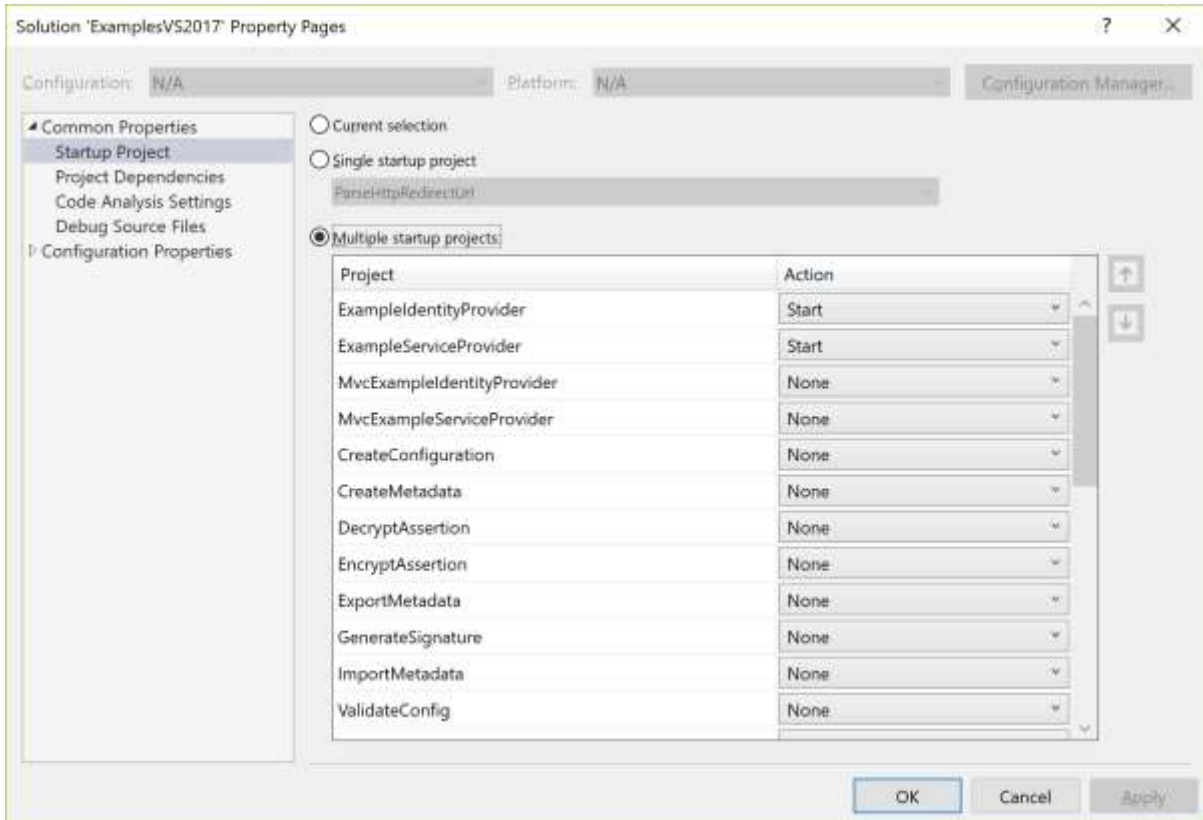 Solution 'ExamplesVS2017' Property Pages
?
Configuration: N/A Platform: N/A Configuration Manager...
Common Properties
Startup Project
Project Dependencies
Code Analysis Settings
Debug Source Files
Configuration Properties
Current selection
Single startup project
ParseHttpRedirectUrl
Multiple startup projects:
Project Action
ExampleIdentityProvider Start
ExampleServiceProvider Start
MvcExampleIdentityProvider None
MvcExampleServiceProvider None
CreateConfiguration None
CreateMetadata None
DecryptAssertion None
EncryptAssertion None
ExportMetadata None
GenerateSignature None
ImportMetadata None
ValidateConfig None
OK Cancel Apply